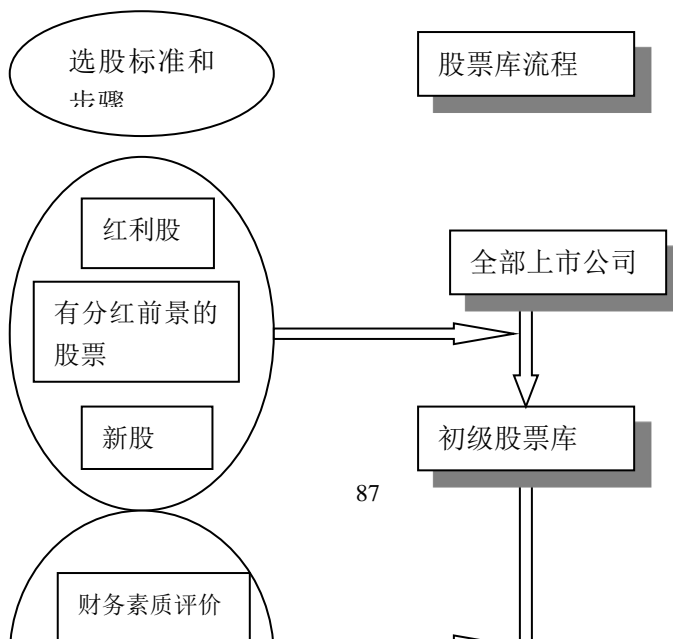 选股标准和
步骤
股票库流程
红利股
有分红前景的
股票
新股
全部上市公司
初级股票库
87
财务素质评价